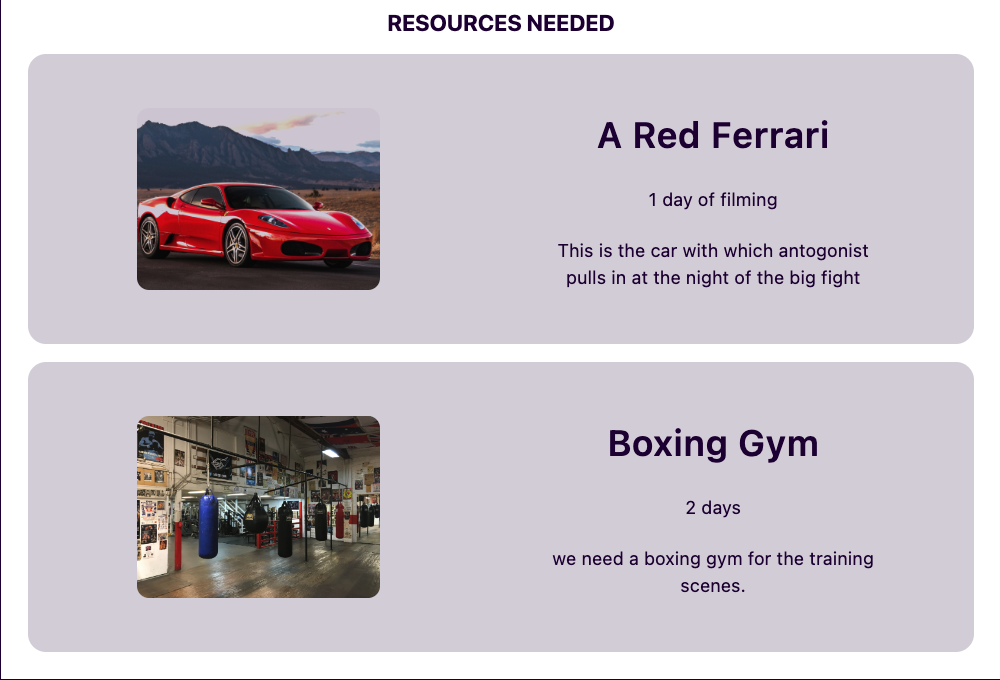 RESOURCES NEEDED
A Red Ferrari
1 day of filming
This is the car with which antogonist
pulls in at the night of the big fight
Boxing Gym
2 days
we need a boxing gym for the training
scenes.